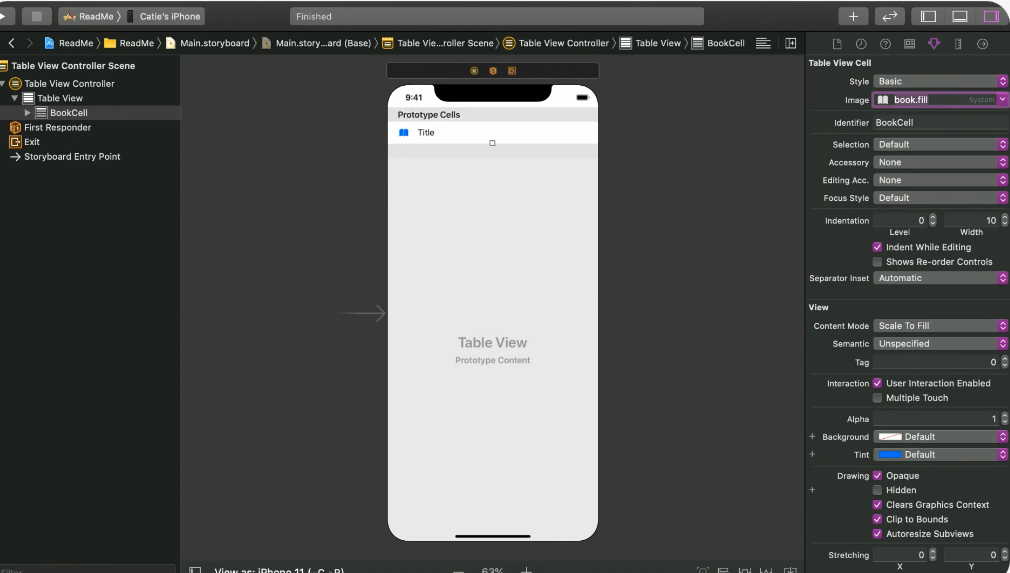 ReadMe Catie's iPhone Finished
ReadMe ReadMe Main.storyboard Main.story...ard (Base) Table Vie...roller Scene Table View Controller Table View BookCell
Table View Controller Scene
Table View Controller
Table View
BookCell
First Responder
Exit
Storyboard Entry Point
9:41
Prototype Cells
Title
Table View
Prototype Content
View as: iPhone 11 (
63%
Table View Cell
Style Basic
Image book.fill System
Identifier BookCell
Selection Default
Accessory None
Editing Acc. None
Focus Style Default
Indentation 0 10
Level Width
Indent While Editing
Shows Re-order Controls
Separator Inset Automatic
View
Content Mode Scale To Fill
Semantic Unspecified
Tag 0
Interaction User Interaction Enabled
Multiple Touch
Alpha 1
+ Background Default
+ Tint Default
Drawing Opaque
+ Hidden
Clears Graphics Context
Clip to Bounds
Autoresize Subviews
Stretching 0 0
X Y